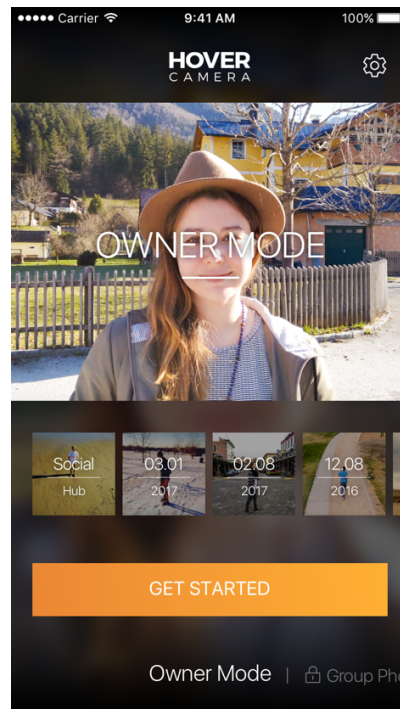 Carrier 9:41 AM 100%
HOVER
CAMERA
OWNER MODE
Social 03.01 02.08 12.08
Hub 2017 2017 2016
GET STARTED
Owner Mode | Group Pho